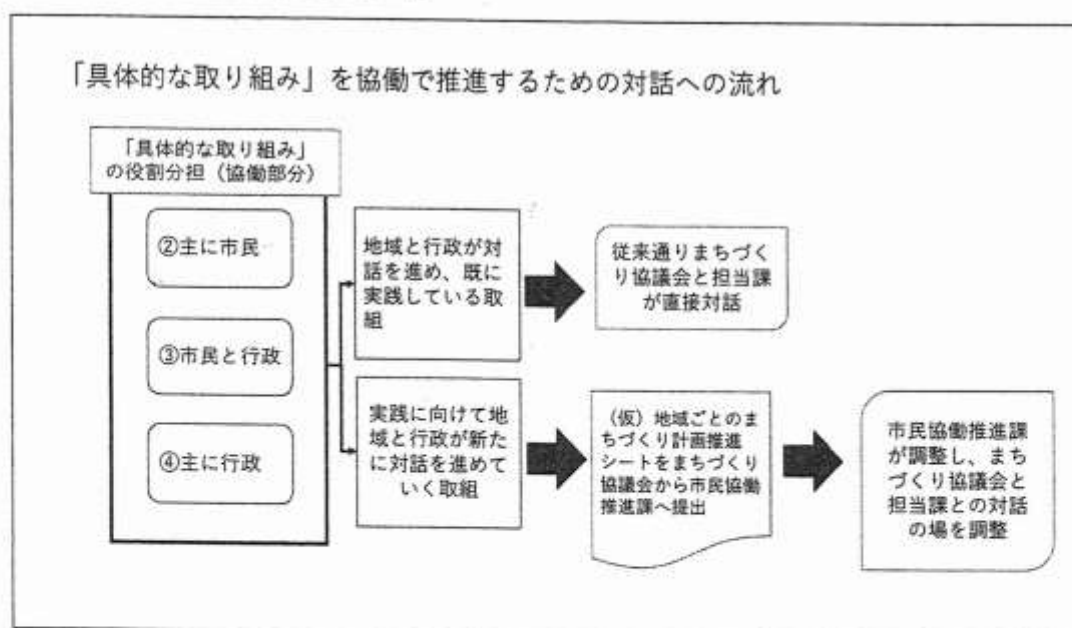 「具体的な取り組み」を協働で推進するための対話への流れ
「具体的な取り組み」
の役割分担（協働部分）
②主に市民
③市民と行政
④主に行政
地域と行政が対
話を進め、既に
実践している取
組
従来通りまちづく
り協議会と担当課
が直接対話
実践に向けて地
域と行政が新た
に対話を進めて
いく取組
（仮）地域ごとのま
ちづくり計画推進
シートをまちづくり
協議会から市民協働
推進課へ提出
市民協働推進課
が調整し、まち
づくり協議会と
担当課との対話
の場を調整